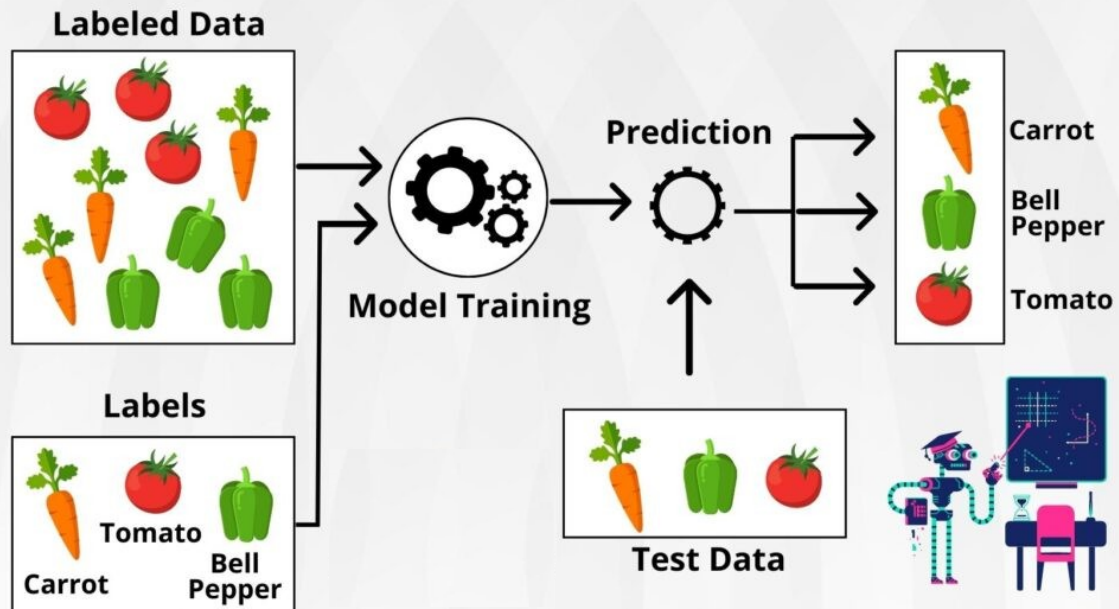 Labeled Data
Prediction
Carrot
Bell
Pepper
Model Training
Tomato
Labels
Tomato
Bell
Pepper
Carrot
Test Data